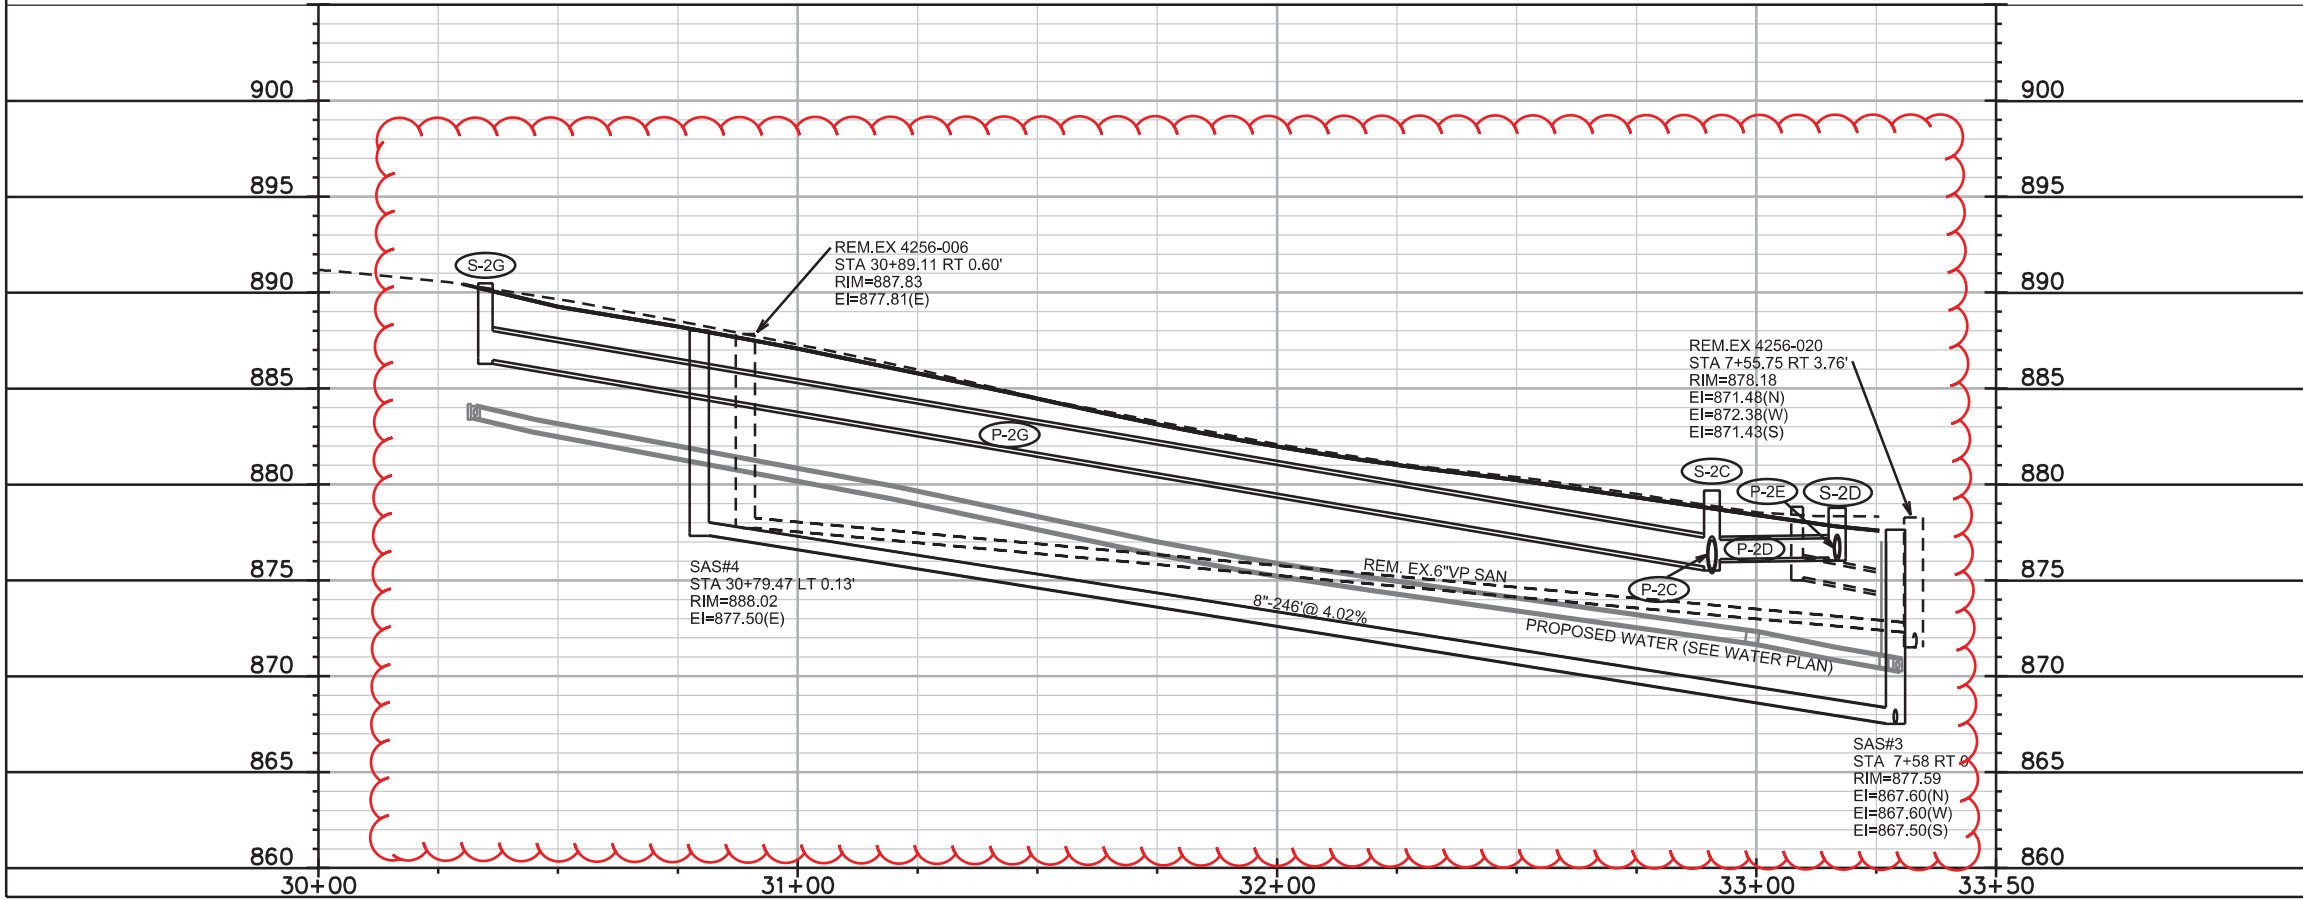 900
900
895
895
890
890
885
885
880
880
875
875
870
870
865
865
860
860
30+00
31+00
32+00
33+00
33+50
S-2G
REM.EX 4256-006
STA 30+89.11 RT 0.60'
RIM=887.83
EI=877.81(E)
REM.EX 4256-020
STA 7+55.75 RT 3.76'
RIM=878.18
EI=871.48(N)
EI=872.38(W)
EI=871.43(S)
P-2G
S-2C
P-2E
S-2D
P-2D
P-2C
REM. EX.6"VP SAN
8"-246'@ 4.02%
PROPOSED WATER (SEE WATER PLAN)
SAS#4
STA 30+79.47 LT 0.13'
RIM=888.02
EI=877.50(E)
SAS#3
STA 7+58 RT 0'
RIM=877.59
EI=867.60(N)
EI=867.60(W)
EI=867.50(S)